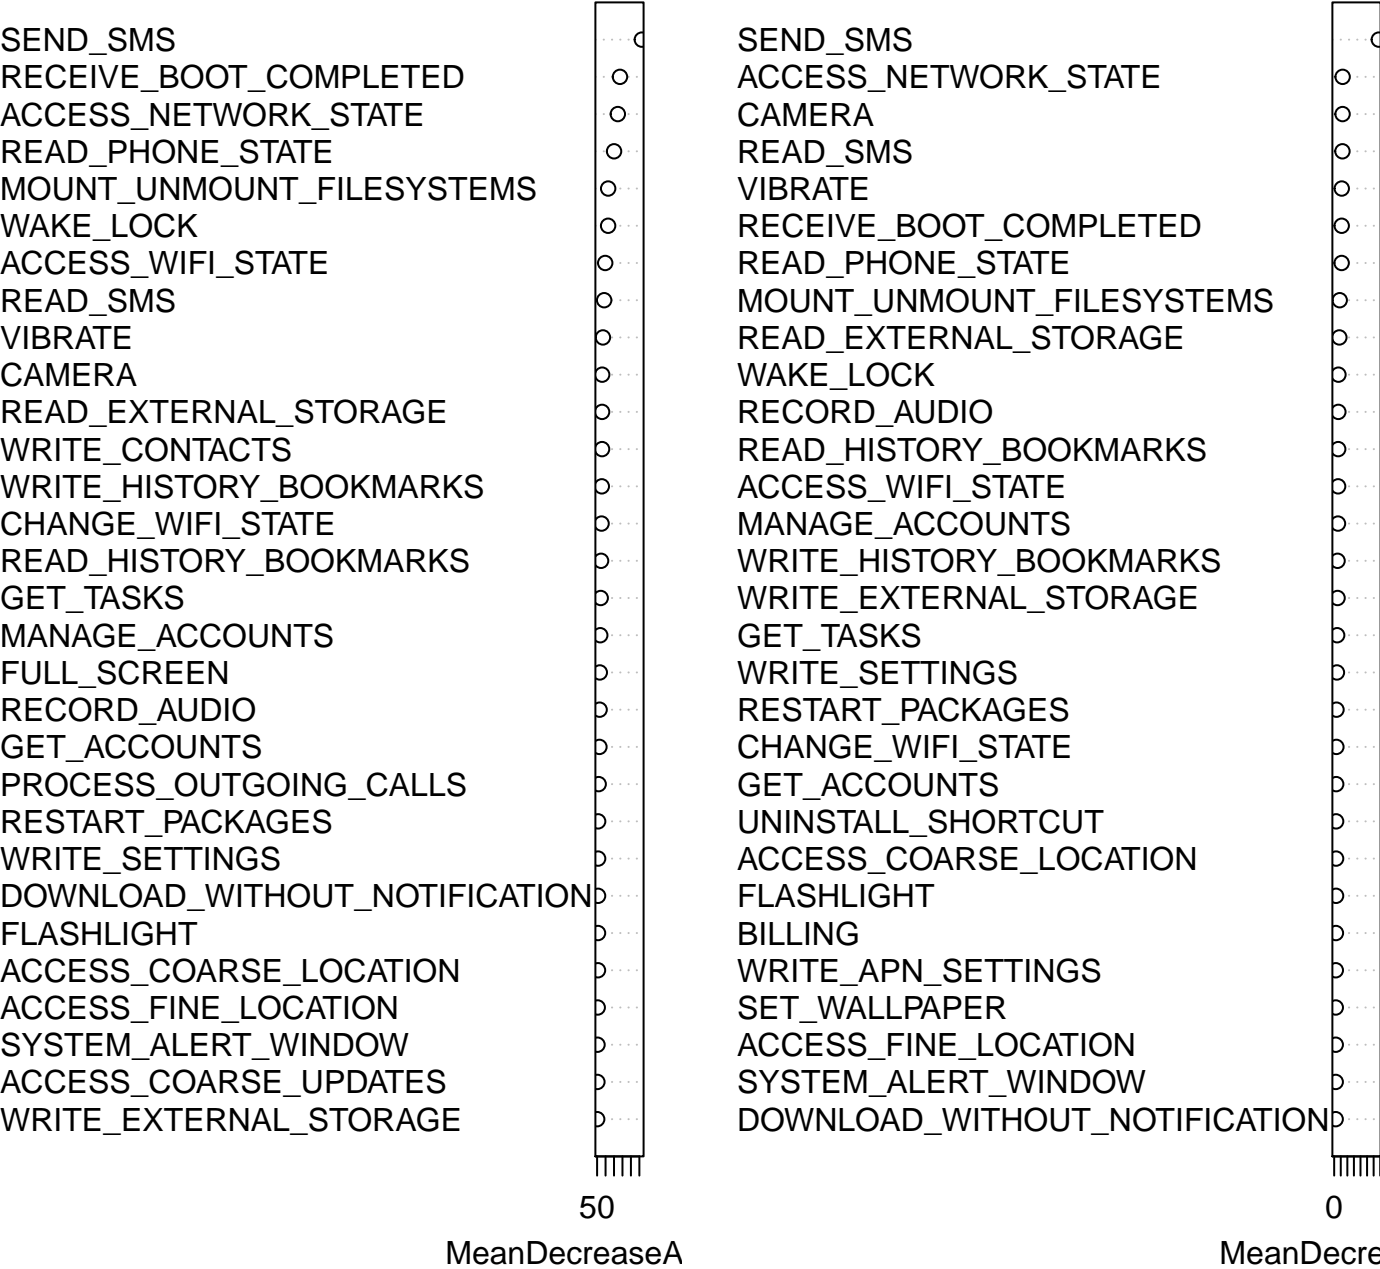 SEND_SMS
RECEIVE_BOOT_COMPLETED
ACCESS_NETWORK_STATE
READ_PHONE_STATE
MOUNT_UNMOUNT_FILESYSTEMS
WAKE_LOCK
ACCESS_WIFI_STATE
READ_SMS
VIBRATE
CAMERA
READ_EXTERNAL_STORAGE
WRITE_CONTACTS
WRITE_HISTORY_BOOKMARKS
CHANGE_WIFI_STATE
READ_HISTORY_BOOKMARKS
GET_TASKS
MANAGE_ACCOUNTS
FULL_SCREEN
RECORD_AUDIO
GET_ACCOUNTS
PROCESS_OUTGOING_CALLS
RESTART_PACKAGES
WRITE_SETTINGS
DOWNLOAD_WITHOUT_NOTIFICATION
FLASHLIGHT
ACCESS_COARSE_LOCATION
ACCESS_FINE_LOCATION
SYSTEM_ALERT_WINDOW
ACCESS_COARSE_UPDATES
WRITE_EXTERNAL_STORAGE
50
MeanDecreaseA
SEND_SMS
ACCESS_NETWORK_STATE
CAMERA
READ_SMS
VIBRATE
RECEIVE_BOOT_COMPLETED
READ_PHONE_STATE
MOUNT_UNMOUNT_FILESYSTEMS
READ_EXTERNAL_STORAGE
WAKE_LOCK
RECORD_AUDIO
READ_HISTORY_BOOKMARKS
ACCESS_WIFI_STATE
MANAGE_ACCOUNTS
WRITE_HISTORY_BOOKMARKS
WRITE_EXTERNAL_STORAGE
GET_TASKS
WRITE_SETTINGS
RESTART_PACKAGES
CHANGE_WIFI_STATE
GET_ACCOUNTS
UNINSTALL_SHORTCUT
ACCESS_COARSE_LOCATION
FLASHLIGHT
BILLING
WRITE_APN_SETTINGS
SET_WALLPAPER
ACCESS_FINE_LOCATION
SYSTEM_ALERT_WINDOW
DOWNLOAD_WITHOUT_NOTIFICATION
0
MeanDecre